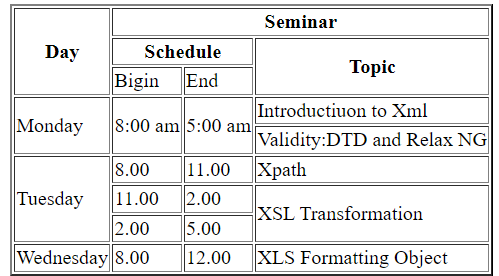 Seminar
Day
Schedule
Topic
Bigin
End
Monday
8:00 am
5:00 am
Introductiuon to Xml
Validity:DTD and Relax NG
Tuesday
8.00
11.00
Xpath
11.00
2.00
XSL Transformation
2.00
5.00
Wednesday
8.00
12.00
XLS Formatting Object